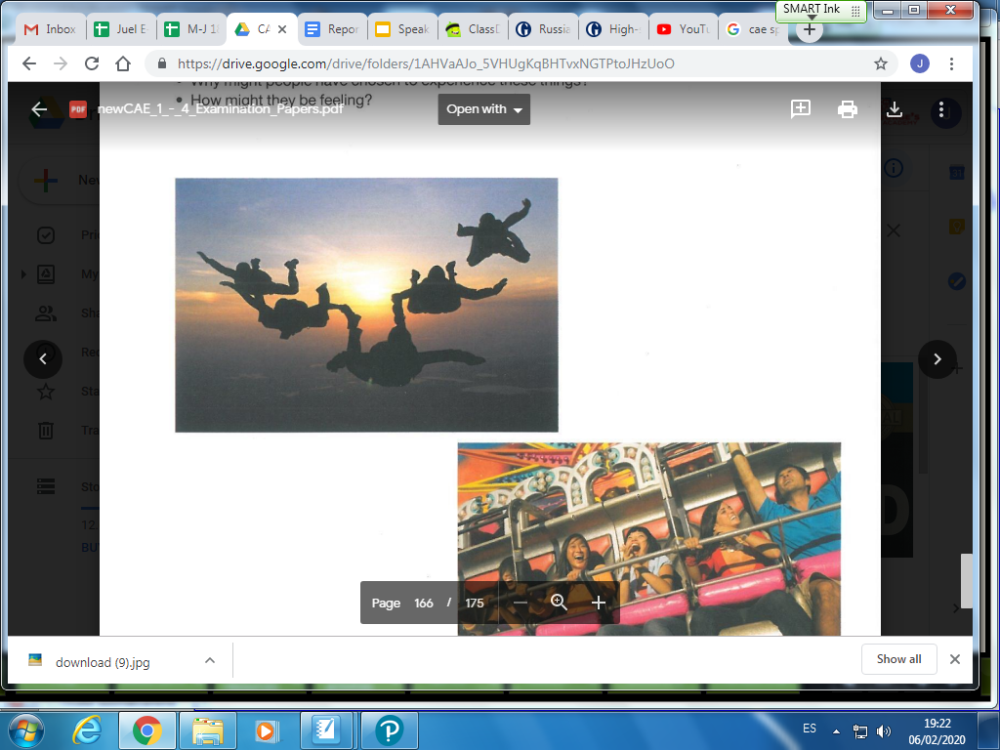 SMART Ink
Inbox
Juel E
M-J 1
CA
Repor
Speak
ClassD
Russia
High-
YouTu
cae sp
https://drive.google.com/drive/folders/1AHVaAJo_5VHUgKqBHTvxNGTPtoJHzUoO
J
Why might people have chosen to experience these things?
• How might they be feeling?
PDF
newCAE_1_-_4_Examination_Papers.pdf
Open with
Ne
Pri
My
Sha
Re
Sta
Tra
Sto
12
BU
Page 166 / 175
download (9).jpg
Show all
ES
19:22
06/02/2020